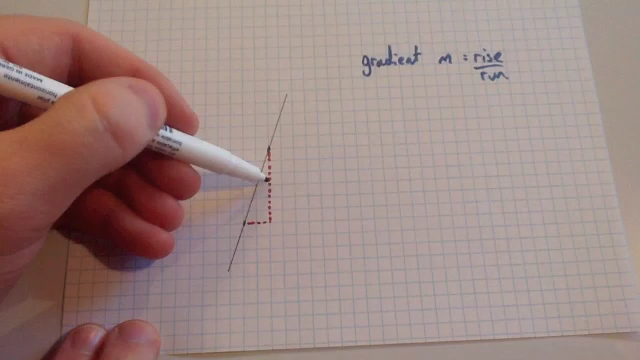 gradient m = rise
run